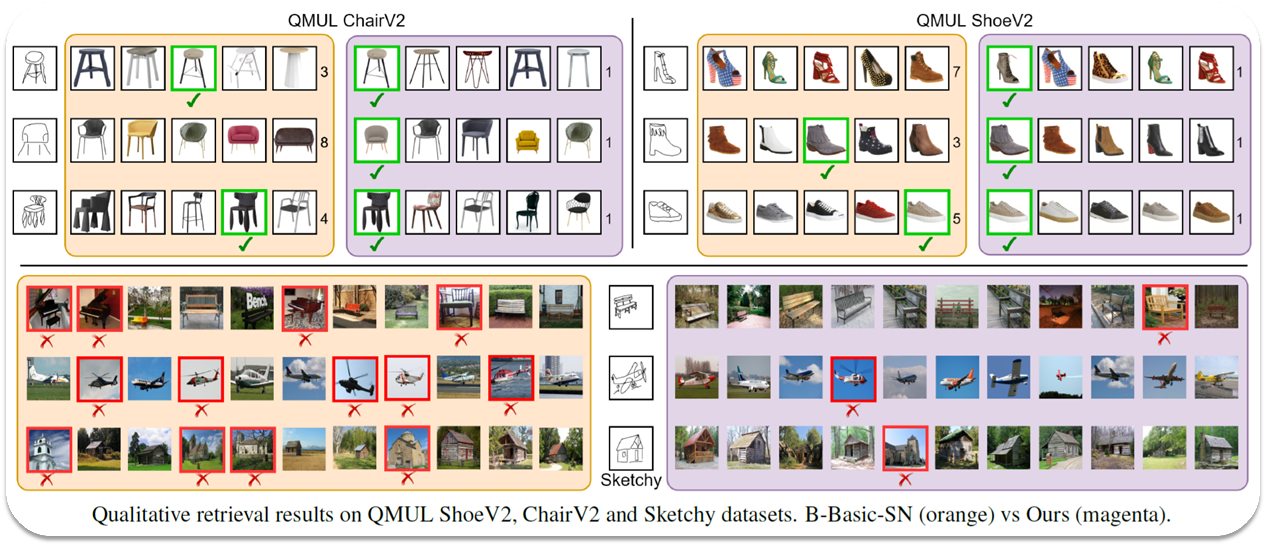 QMUL ChairV2
QMUL ShoeV2
3
1
7
1
8
1
3
1
4
1
5
1
Bench
Sketchy
Qualitative retrieval results on QMUL ShoeV2, ChairV2 and Sketchy datasets. B-Basic-SN (orange) vs Ours (magenta).